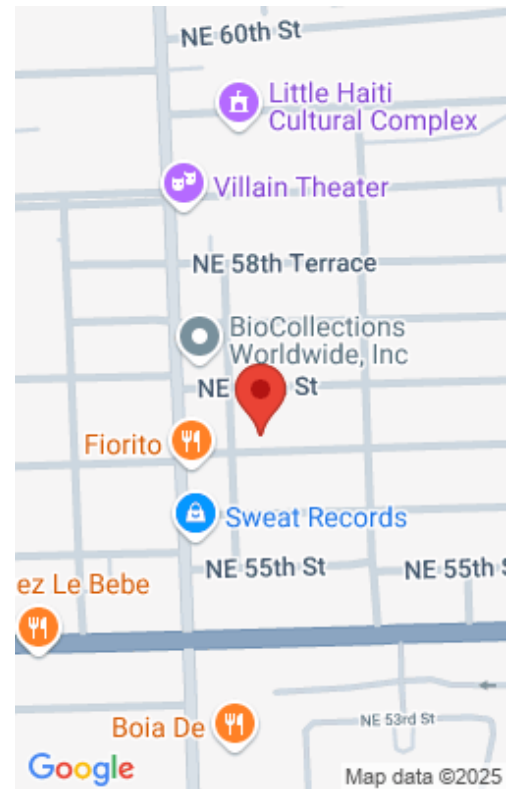 NE 60th St
Little Haiti
Cultural Complex
Villain Theater
NE 58th Terrace
BioCollections
Worldwide, Inc
NE St
Fiorito
Sweat Records
NE 55th St
NE 55th S
ez Le Bebe
Boia De
NE 53rd St
Google
Map data ©2025